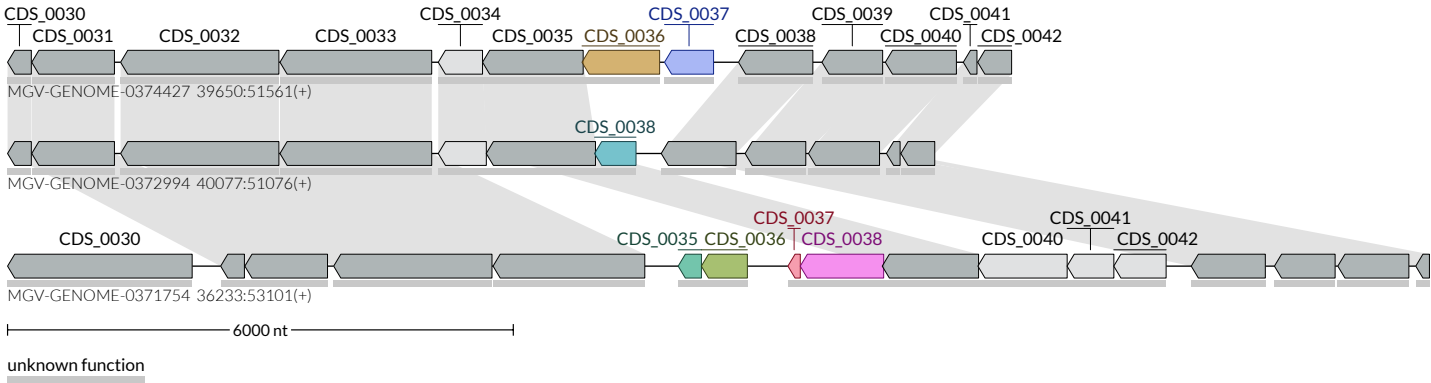 CDS_0030 CDS_0034 CDS_0037 CDS_0039 CDS_0041
CDS_0031 CDS_0032 CDS_0033 CDS_0035 CDS_0036 CDS_0038 CDS_0040 CDS_0042
MGV-GENOME-0374427 39650:51561(+)
CDS_0038
MGV-GENOME-0372994 40077:51076(+)
CDS_0037 CDS_0041
CDS_0030 CDS_0035 CDS_0036 CDS_0038 CDS_0040 CDS_0042
MGV-GENOME-0371754 36233:53101(+)
6000 nt
unknown function